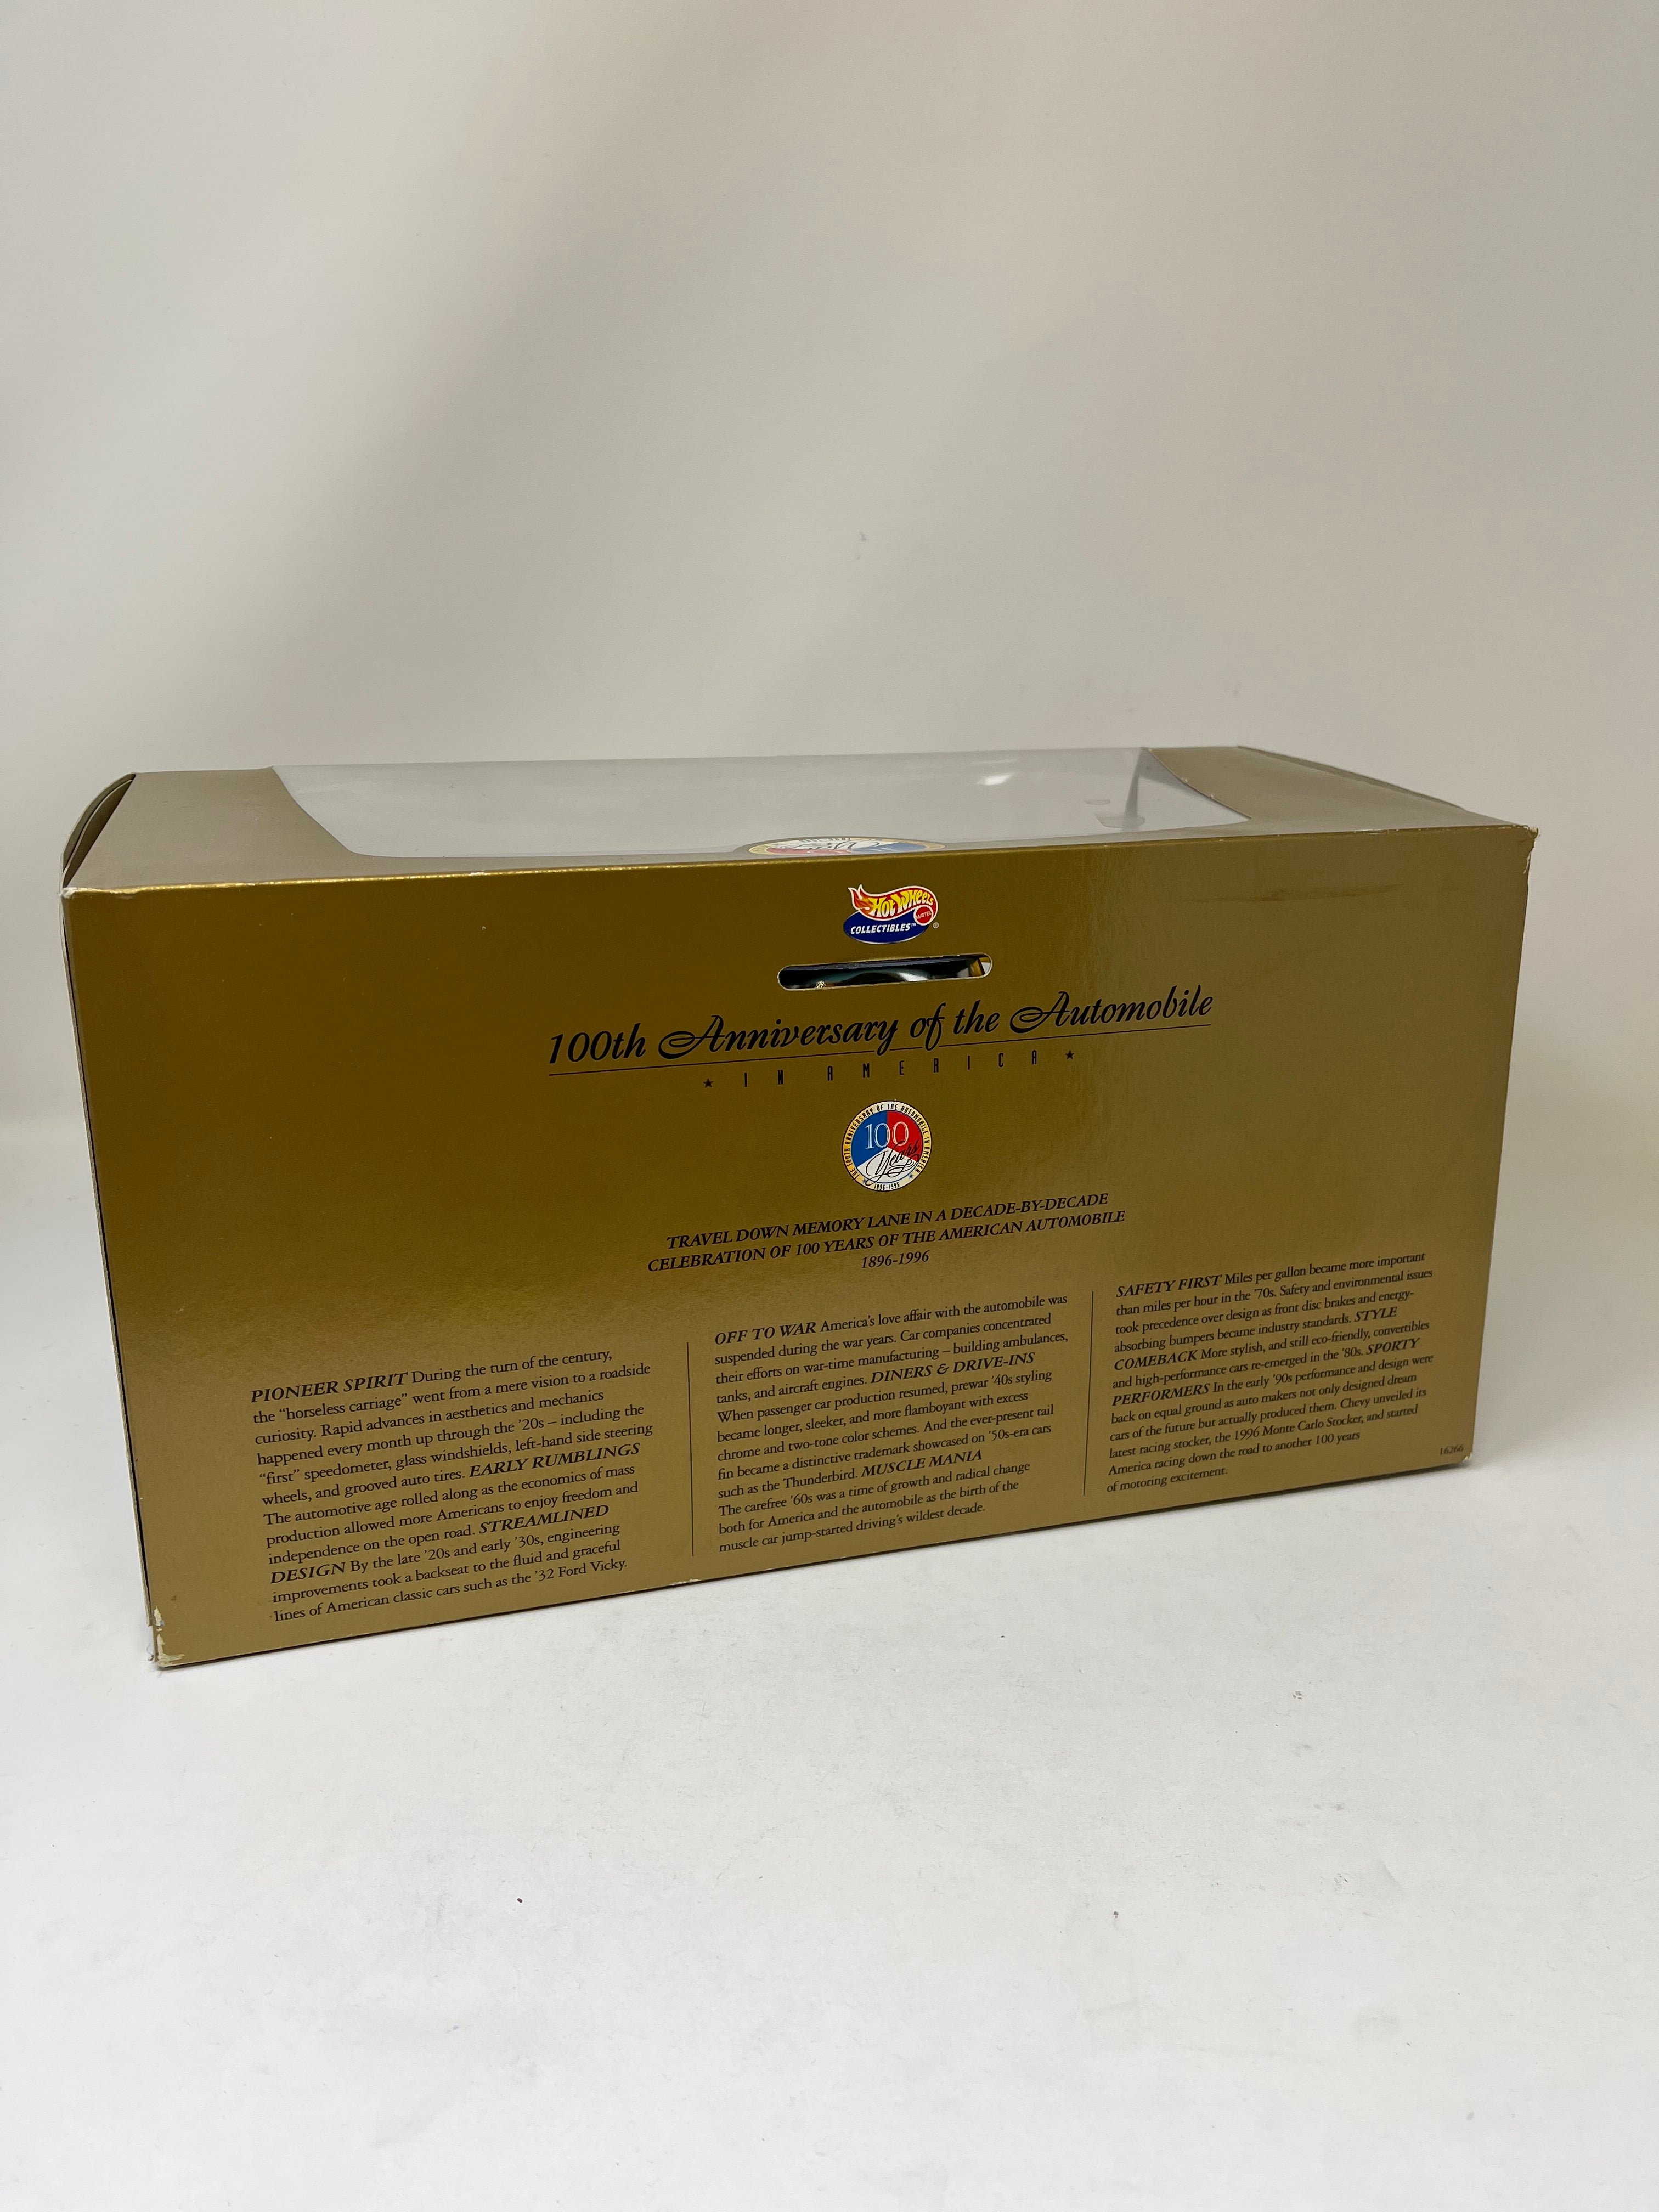 Hot Wheels
MATTEL
COLLECTIBLES™ ®
100th Anniversary of the Automobile
★ IN AMERICA ★
THE 100TH ANNIVERSARY OF THE AUTOMOBILE IN AMERICA
100
Years
1896-1996
TRAVEL DOWN MEMORY LANE IN A DECADE-BY-DECADE
CELEBRATION OF 100 YEARS OF THE AMERICAN AUTOMOBILE
1896-1996
PIONEER SPIRIT During the turn of the century,
the “horseless carriage” went from a mere vision to a roadside
curiosity. Rapid advances in aesthetics and mechanics
happened every month up through the ’20s – including the
“first” speedometer, glass windshields, left-hand side steering
wheels, and grooved auto tires. EARLY RUMBLINGS
The automotive age rolled along as the economics of mass
production allowed more Americans to enjoy freedom and
independence on the open road. STREAMLINED
DESIGN By the late ’20s and early ’30s, engineering
improvements took a backseat to the fluid and graceful
lines of American classic cars such as the ’32 Ford Vicky.
OFF TO WAR America’s love affair with the automobile was
suspended during the war years. Car companies concentrated
their efforts on war-time manufacturing – building ambulances,
tanks, and aircraft engines. DINERS & DRIVE-INS
When passenger car production resumed, prewar ’40s styling
became longer, sleeker, and more flamboyant with excess
chrome and two-tone color schemes. And the ever-present tail
fin became a distinctive trademark showcased on ’50s-era cars
such as the Thunderbird. MUSCLE MANIA
The carefree ’60s was a time of growth and radical change
both for America and the automobile as the birth of the
muscle car jump-started driving’s wildest decade.
SAFETY FIRST Miles per gallon became more important
than miles per hour in the ’70s. Safety and environmental issues
took precedence over design as front disc brakes and energy-
absorbing bumpers became industry standards. STYLE
COMEBACK More stylish, and still eco-friendly, convertibles
and high-performance cars re-emerged in the ’80s. SPORTY
PERFORMERS In the early ’90s performance and design were
back on equal ground as auto makers not only designed dream
cars of the future but actually produced them. Chevy unveiled its
latest racing stocker, the 1996 Monte Carlo Stocker, and started
America racing down the road to another 100 years
of motoring excitement.
16266